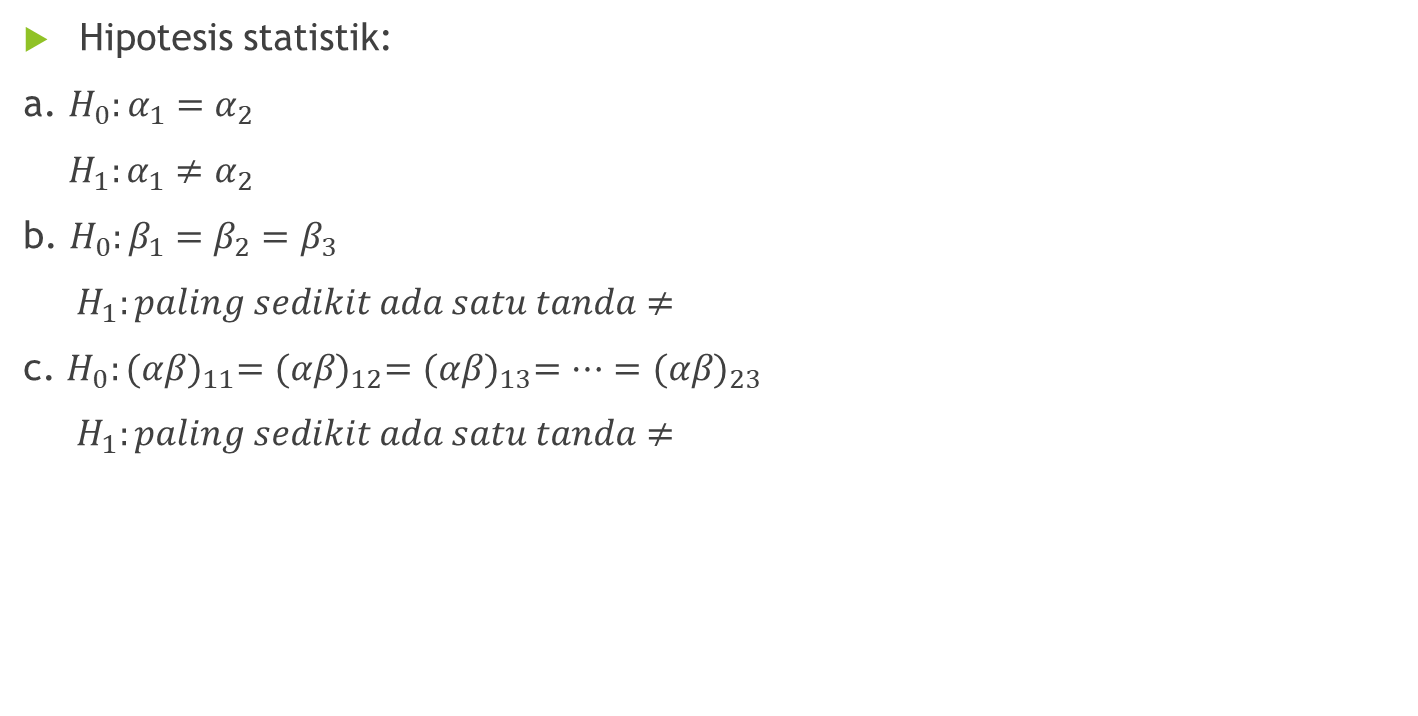 Hipotesis statistik:
a. H₀: α₁ = α₂
H₁: α₁ ≠ α₂
b. H₀: β₁ = β₂ = β₃
H₁: paling sedikit ada satu tanda ≠
c. H₀: (αβ)₁₁= (αβ)₁₂= (αβ)₁₃= ⋯ = (αβ)₂₃
H₁: paling sedikit ada satu tanda ≠